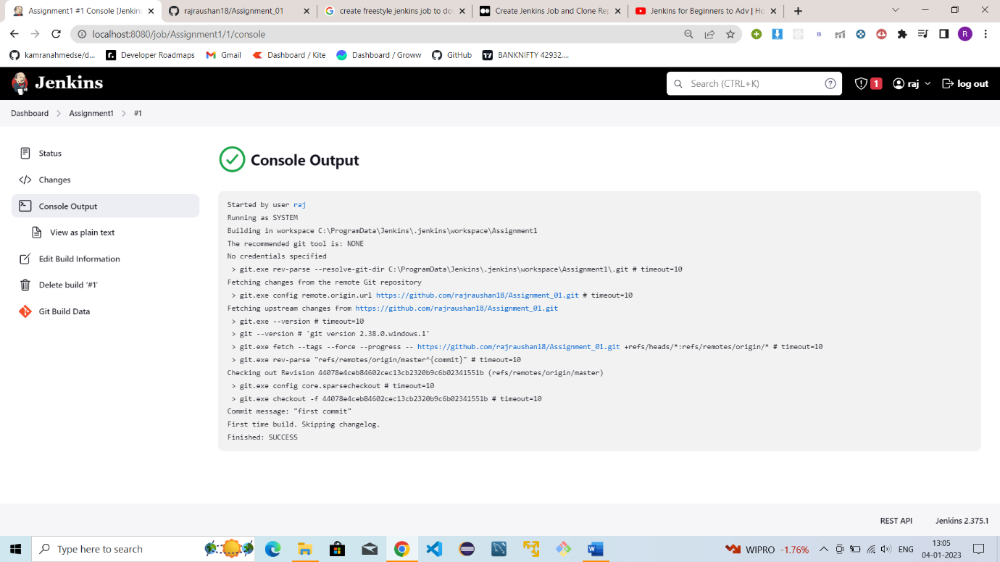 Assignment1 #1 Console [Jenkins
rajraushan18/Assignment_01
create freestyle jenkins job to do
Create Jenkins Job and Clone Rep
Jenkins for Beginners to Adv | Ho
localhost:8080/job/Assignment1/1/console
R
kamranahmedse/d...
Developer Roadmaps
Gmail
Dashboard / Kite
Dashboard / Groww
GitHub
BANKNIFTY 42932....
Jenkins
Search (CTRL+K)
1
raj
log out
Dashboard
Assignment1
#1
Status
Changes
Console Output
View as plain text
Edit Build Information
Delete build '#1'
Git Build Data
Console Output
Started by user raj
Running as SYSTEM
Building in workspace C:\ProgramData\Jenkins\.jenkins\workspace\Assignment1
The recommended git tool is: NONE
No credentials specified
> git.exe rev-parse --resolve-git-dir C:\ProgramData\Jenkins\.jenkins\workspace\Assignment1\.git # timeout=10
Fetching changes from the remote Git repository
> git.exe config remote.origin.url https://github.com/rajraushan18/Assignment_01.git # timeout=10
Fetching upstream changes from https://github.com/rajraushan18/Assignment_01.git
> git.exe --version # timeout=10
> git --version # 'git version 2.38.0.windows.1'
> git.exe fetch --tags --force --progress -- https://github.com/rajraushan18/Assignment_01.git +refs/heads/*:refs/remotes/origin/* # timeout=10
> git.exe rev-parse "refs/remotes/origin/master^{commit}" # timeout=10
Checking out Revision 44078e4ceb84602cec13cb2320b9c6b02341551b (refs/remotes/origin/master)
> git.exe config core.sparsecheckout # timeout=10
> git.exe checkout -f 44078e4ceb84602cec13cb2320b9c6b02341551b # timeout=10
Commit message: "first commit"
First time build. Skipping changelog.
Finished: SUCCESS
REST API
Jenkins 2.375.1
Type here to search
WIPRO -1.76%
ENG
13:05
04-01-2023